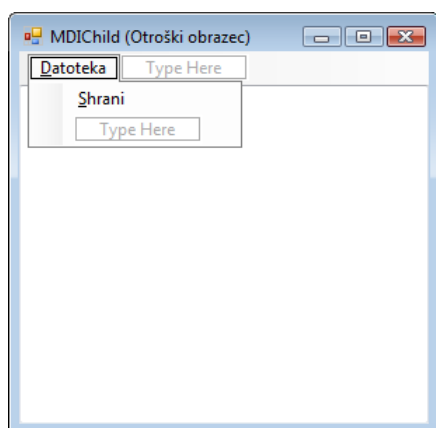 MDIChild (Otroški obrazec)
Datoteka Type Here
Shrani
Type Here